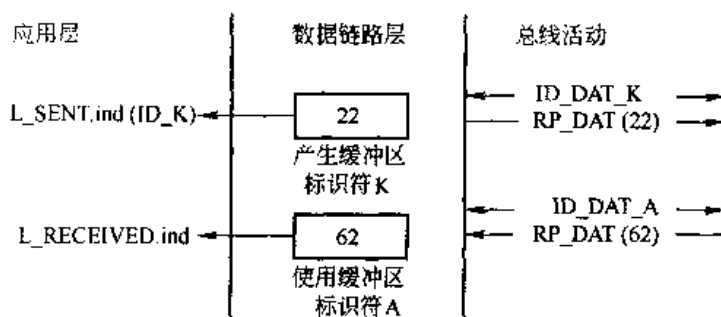 应用层
数据链路层
总线活动
ID_DAT_K
L_SENT.ind (ID_K)
22
RP_DAT (22)
产生缓冲区
标识符K
ID_DAT_A
L_RECEIVED.ind
62
RP_DAT (62)
使用缓冲区
标识符A